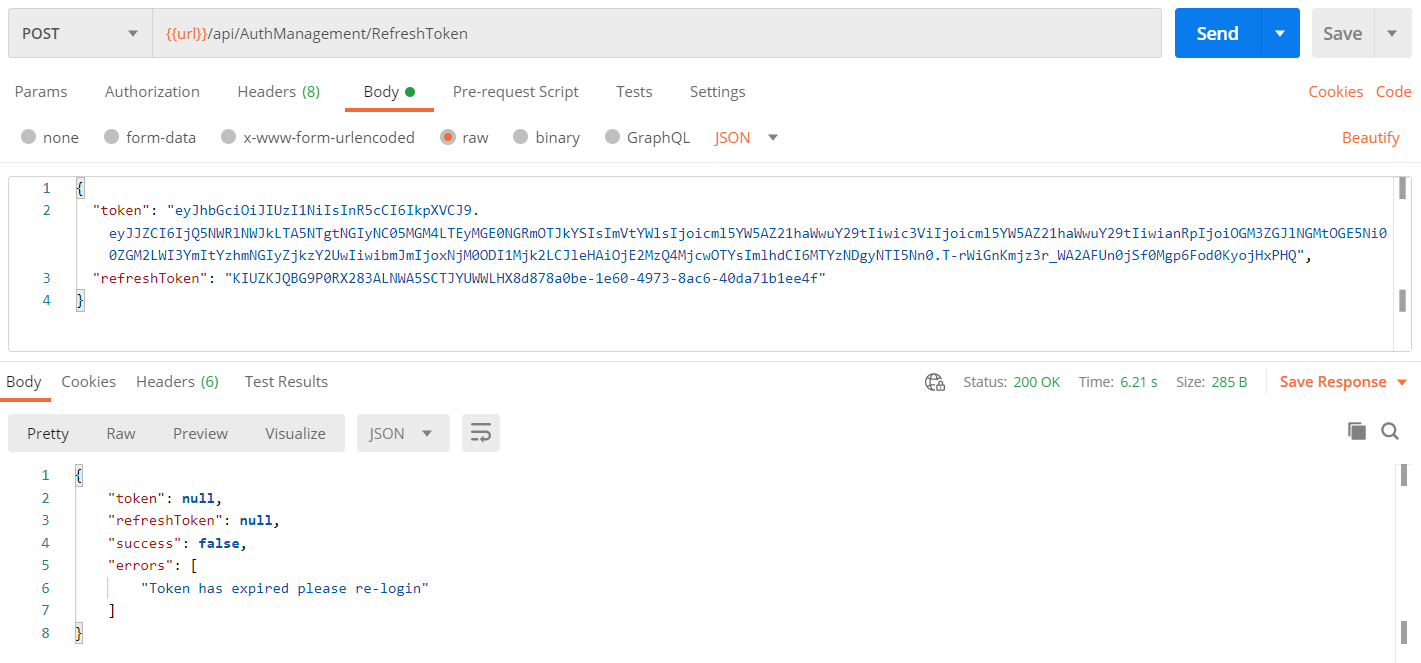 POST {{url}}/api/AuthManagement/RefreshToken Send Save
Params Authorization Headers (8) Body Pre-request Script Tests Settings Cookies Code
none form-data x-www-form-urlencoded raw binary GraphQL JSON Beautify
1 {
2 "token": "eyJhbGciOiJIUzI1NiIsInR5cCI6IkpXVCJ9.
eyJJZCI6IjQ5NWRlNWJkLTA5NTgtNGIyNC05MGM4LTEyMGE0NGRmOTJkYSIsImVtYWlsIjoicml5YW5AZ21haWwuY29tIiwic3ViIjoicml5YW5AZ21haWwuY29tIiwianRpIjoiOGM3ZGJlNGMtOGE5Ni0
0ZGM2LWI3YmItYzhmNGIyZjkzY2UwIiwibmJmIjoxNjM0ODI1Mjk2LCJleHAiOjE2MzQ4MjcwOTYsImlhdCI6MTYzNDgyNTI5Nn0.T-rWiGnKmjz3r_WA2AFUn0jSf0Mgp6Fod0KyojHxPHQ",
3 "refreshToken": "KIUZKJQBG9P0RX283ALNWA5SCTJYUWWLHX8d878a0be-1e60-4973-8ac6-40da71b1ee4f"
4 }
Body Cookies Headers (6) Test Results Status: 200 OK Time: 6.21 s Size: 285 B Save Response
Pretty Raw Preview Visualize JSON
1 {
2 "token": null,
3 "refreshToken": null,
4 "success": false,
5 "errors": [
6 "Token has expired please re-login"
7 ]
8 }